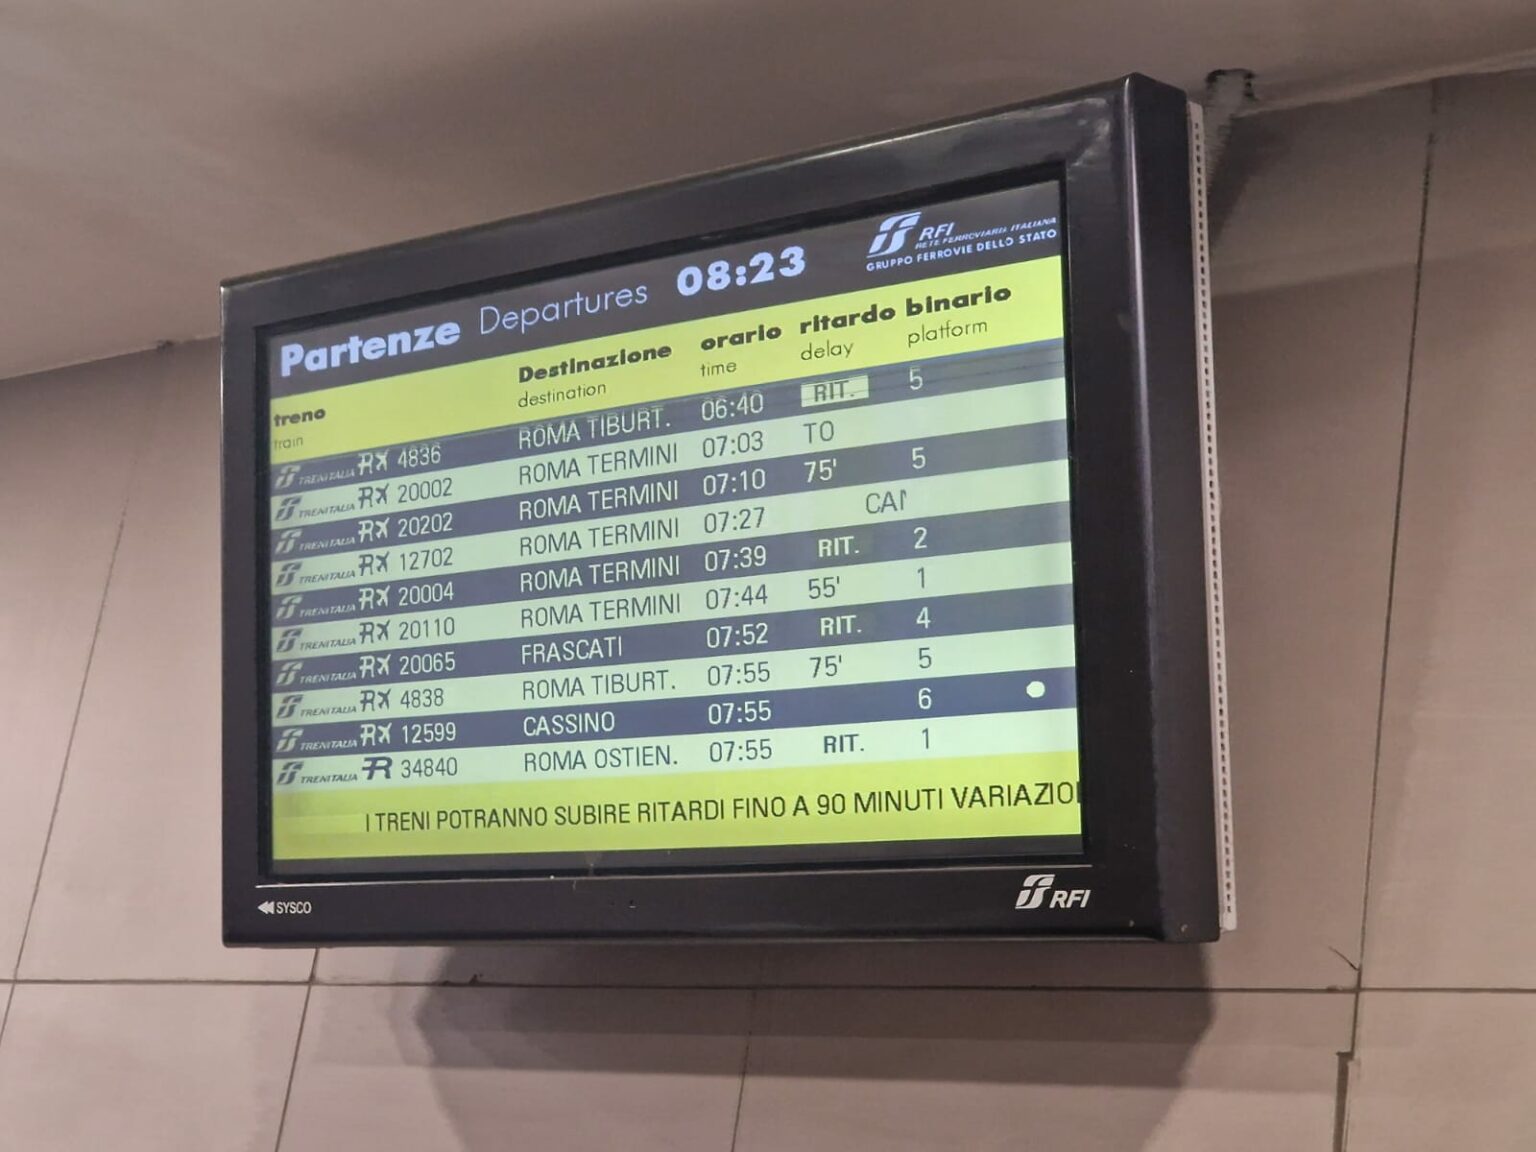 Partenze Departures 08:23 RFI
RETE FERROVIARIA ITALIANA
GRUPPO FERROVIE DELLO STATO
treno Destinazione orario ritardo binario
train destination time delay platform
TRENITALIA RX 4836 ROMA TIBURT. 06:40 RIT. 5
TRENITALIA RX 20002 ROMA TERMINI 07:03 TO
TRENITALIA RX 20202 ROMA TERMINI 07:10 75' 5
TRENITALIA RX 12702 ROMA TERMINI 07:27 CAN
TRENITALIA RX 20004 ROMA TERMINI 07:39 RIT. 2
TRENITALIA RX 20110 ROMA TERMINI 07:44 55' 1
TRENITALIA RX 20065 FRASCATI 07:52 RIT. 4
TRENITALIA RX 4838 ROMA TIBURT. 07:55 75' 5
TRENITALIA RX 12599 CASSINO 07:55 6
TRENITALIA R 34840 ROMA OSTIEN. 07:55 RIT. 1
I TRENI POTRANNO SUBIRE RITARDI FINO A 90 MINUTI VARIAZIO
SYSCO RFI